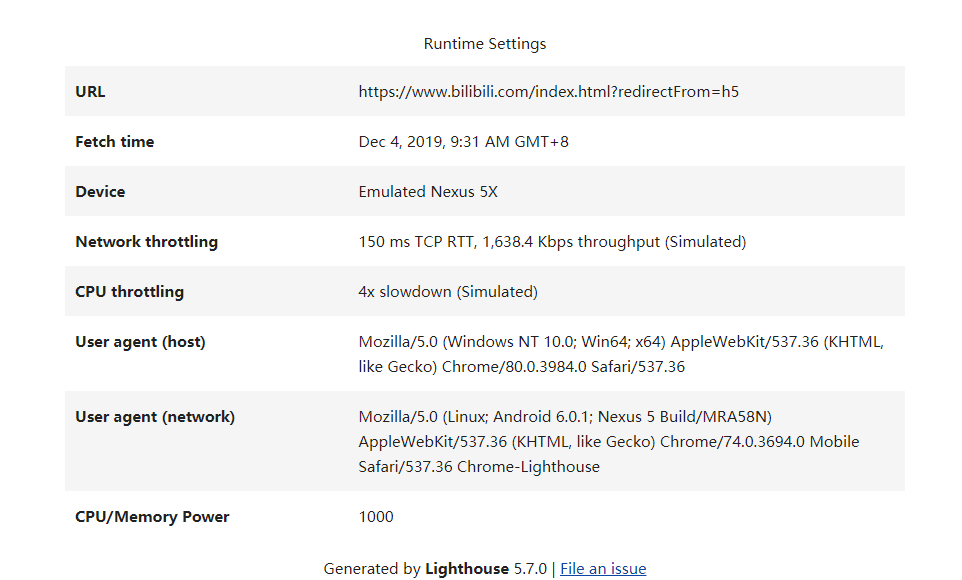 Runtime Settings
URL https://www.bilibili.com/index.html?redirectFrom=h5
Fetch time Dec 4, 2019, 9:31 AM GMT+8
Device Emulated Nexus 5X
Network throttling 150 ms TCP RTT, 1,638.4 Kbps throughput (Simulated)
CPU throttling 4x slowdown (Simulated)
User agent (host) Mozilla/5.0 (Windows NT 10.0; Win64; x64) AppleWebKit/537.36 (KHTML,
like Gecko) Chrome/80.0.3984.0 Safari/537.36
User agent (network) Mozilla/5.0 (Linux; Android 6.0.1; Nexus 5 Build/MRA58N)
AppleWebKit/537.36 (KHTML, like Gecko) Chrome/74.0.3694.0 Mobile
Safari/537.36 Chrome-Lighthouse
CPU/Memory Power 1000
Generated by Lighthouse 5.7.0 | File an issue